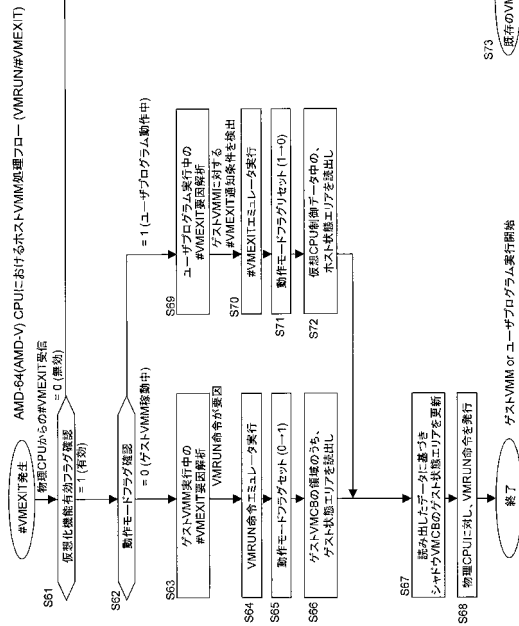 AMD-64(AMD-V) CPUにおけるホストVMM処理フロー (VMRUN/#VMEXIT)
#VMEXIT発生
物理CPUからの#VMEXIT受信
S61
仮想化機能有効フラグ確認
= 0 (無効)
= 1 (有効)
S62
動作モードフラグ確認
= 0 (ゲストVMM稼動中)
= 1 (ユーザプログラム動作中)
S63
ゲストVMM実行中の
#VMEXIT要因解析
VMRUN命令が要因
S64
VMRUN命令エミュレータ実行
S65
動作モードフラグセット (0→1)
S66
ゲストVMCBの領域のうち、
ゲスト状態エリアを読出し
S69
ユーザプログラム実行中の
#VMEXIT要因解析
ゲストVMMに対する
#VMEXIT通知条件を検出
S70
#VMEXITエミュレータ実行
S71
動作モードフラグリセット (1→0)
S72
仮想CPU制御データ中の、
ホスト状態エリアを読出し
S67
読み出したデータに基づき
シャドウVMCBのゲスト状態エリアを更新
S68
物理CPUに対し、VMRUN命令を発行
終了
ゲストVMM or ユーザプログラム実行開始
S73
既存のVM